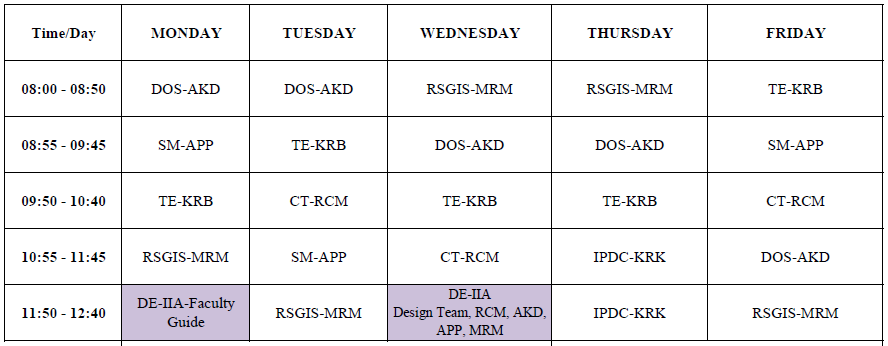 Time/Day MONDAY TUESDAY WEDNESDAY THURSDAY FRIDAY
08:00 - 08:50 DOS-AKD DOS-AKD RSGIS-MRM RSGIS-MRM TE-KRB
08:55 - 09:45 SM-APP TE-KRB DOS-AKD DOS-AKD SM-APP
09:50 - 10:40 TE-KRB CT-RCM TE-KRB TE-KRB CT-RCM
10:55 - 11:45 RSGIS-MRM SM-APP CT-RCM IPDC-KRK DOS-AKD
11:50 - 12:40 DE-IIA-Faculty
Guide RSGIS-MRM DE-IIA
Design Team, RCM, AKD,
APP, MRM IPDC-KRK RSGIS-MRM